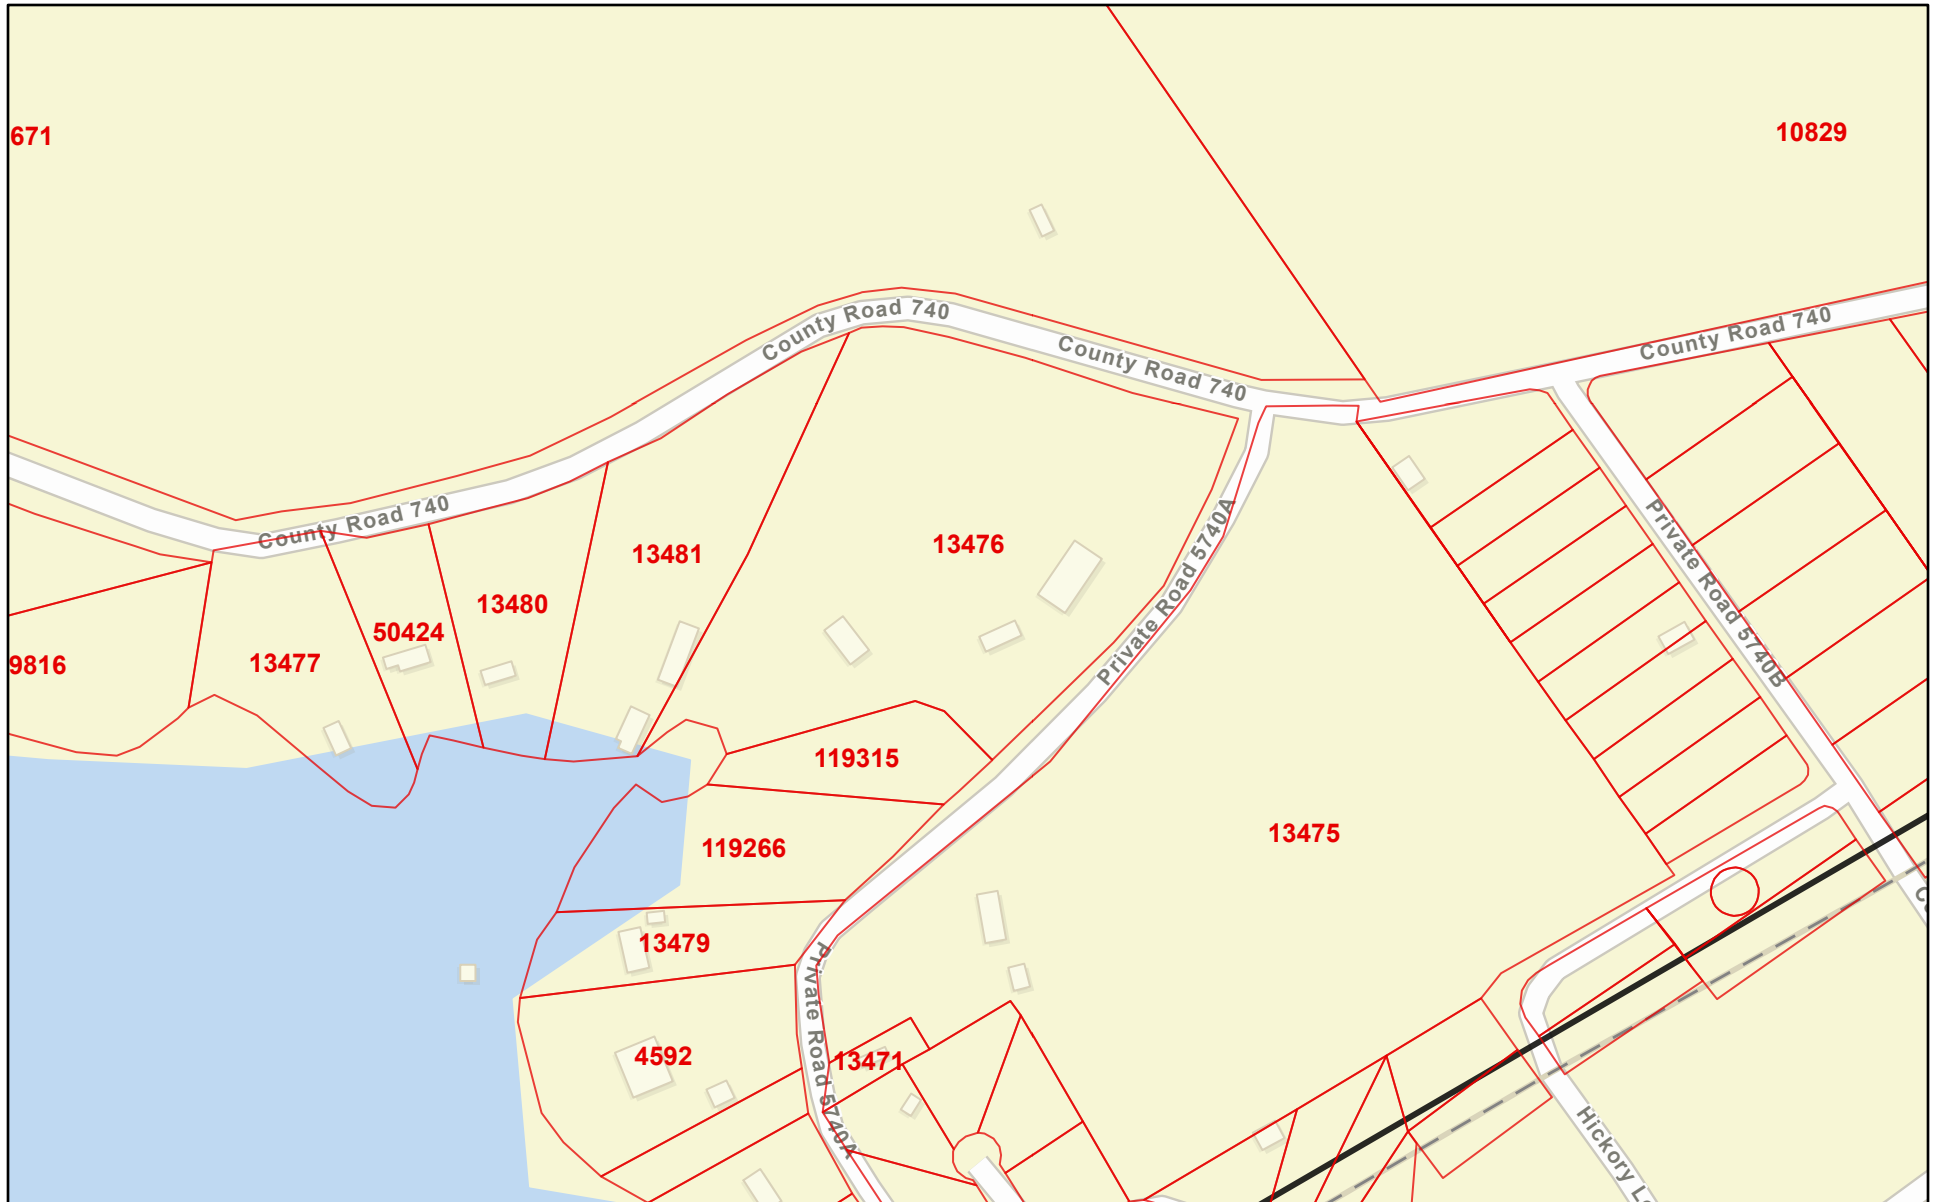 671
10829
County Road 740
County Road 740
County Road 740
County Road 740
Private Road 5740A
Private Road 5740B
13481
13476
13480
50424
13477
9816
119315
13475
119266
13479
Private Road 5740A
4592
13471
Hickory